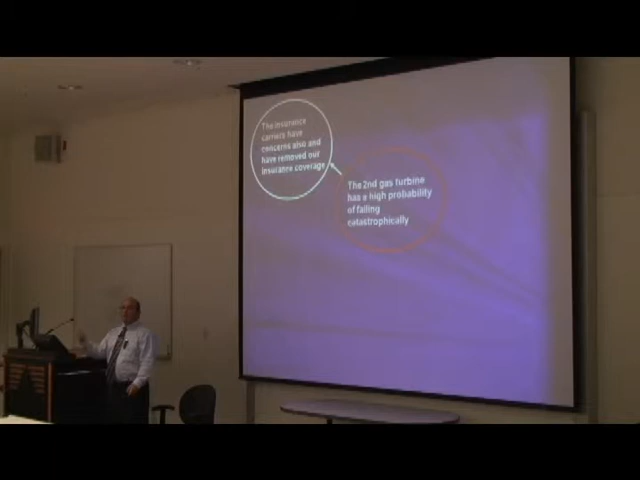 The insurance
carriers have
concerns also and
have removed our
insurance coverage
The 2nd gas turbine
has a high probability
of failing
catastrophically